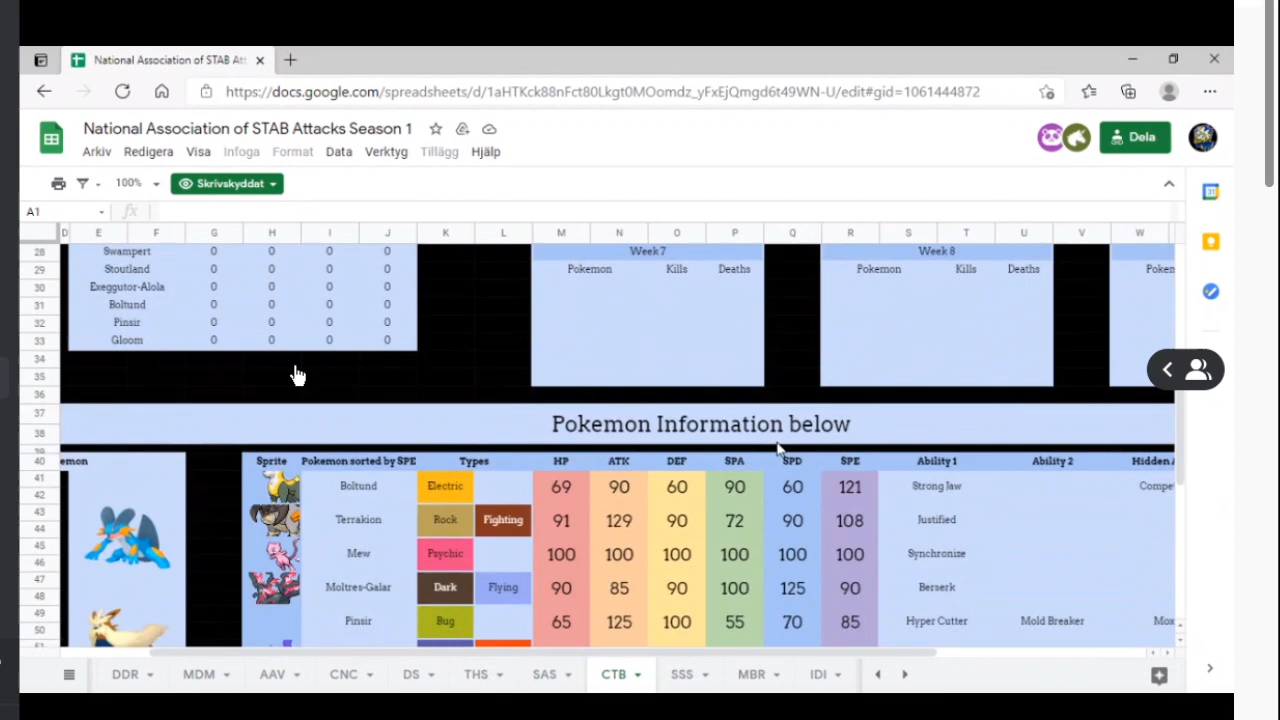 National Association of STAB Att
https://docs.google.com/spreadsheets/d/1aHTKck88nFct80Lkgt0MOomdz_yFxEjQmgd6t49WN-U/edit#gid=1061444872
National Association of STAB Attacks Season 1
Dela
Arkiv Redigera Visa Infoga Format Data Verktyg Tillägg Hjälp
100% Skrivskyddat
A1 fx
D E F G H I J K L M N O P Q R S T U V W
28 Swampert 0 0 0 0 Week 7 Week 8
29 Stoutland 0 0 0 0 Pokemon Kills Deaths Pokemon Kills Deaths Poken
30 Exeggutor-Alola 0 0 0 0
31 Boltund 0 0 0 0
32 Pinsir 0 0 0 0
33 Gloom 0 0 0 0
34
35
36
37 Pokemon Information below
38
39
40 emon Sprite Pokemon sorted by SPE Types HP ATK DEF SPA SPD SPE Ability 1 Ability 2 Hidden A
41 Boltund Electric 69 90 60 90 60 121 Strong Jaw Compe
42
43 Terrakion Rock Fighting 91 129 90 72 90 108 Justified
44
45 Mew Psychic 100 100 100 100 100 100 Synchronize
46
47 Moltres-Galar Dark Flying 90 85 90 100 125 90 Berserk
48
49 Pinsir Bug 65 125 100 55 70 85 Hyper Cutter Mold Breaker Mox
50
51
DDR MDM AAV CNC DS THS SAS CTB SSS MBR IDI